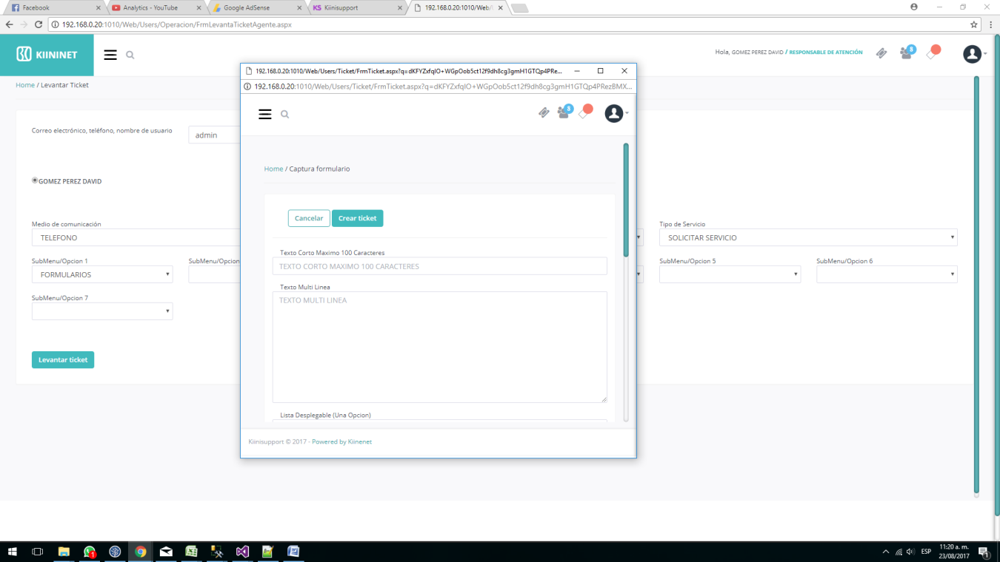 Facebook
Analytics - YouTube
Google AdSense
KS Kiinisupport
192.168.0.20:1010/Web/
192.168.0.20:1010/Web/Users/Operacion/FrmLevantaTicketAgente.aspx
KIININET
Hola, GOMEZ PEREZ DAVID / RESPONSABLE DE ATENCIÓN
8
Home / Levantar Ticket
Correo electrónico, teléfono, nombre de usuario
admin
GOMEZ PEREZ DAVID
Medio de comunicación
TELEFONO
Tipo de Servicio
SOLICITAR SERVICIO
SubMenu/Opcion 1
FORMULARIOS
SubMenu/Opcion
SubMenu/Opcion 5
SubMenu/Opcion 6
SubMenu/Opcion 7
Levantar ticket
192.168.0.20:1010/Web/Users/Ticket/FrmTicket.aspx?q=dKFYZxfqIO+WGpOob5ct12f9dh8cg3gmH1GTQp4PRe...
192.168.0.20:1010/Web/Users/Ticket/FrmTicket.aspx?q=dKFYZxfqIO+WGpOob5ct12f9dh8cg3gmH1GTQp4PRezBMX...
8
Home / Captura formulario
Cancelar
Crear ticket
Texto Corto Maximo 100 Caracteres
TEXTO CORTO MAXIMO 100 CARACTERES
Texto Multi Linea
TEXTO MULTI LINEA
Lista Desplegable (Una Opcion)
Kiinisupport © 2017 - Powered by Kiinenet
1
ESP
11:20 a. m.
23/08/2017
1